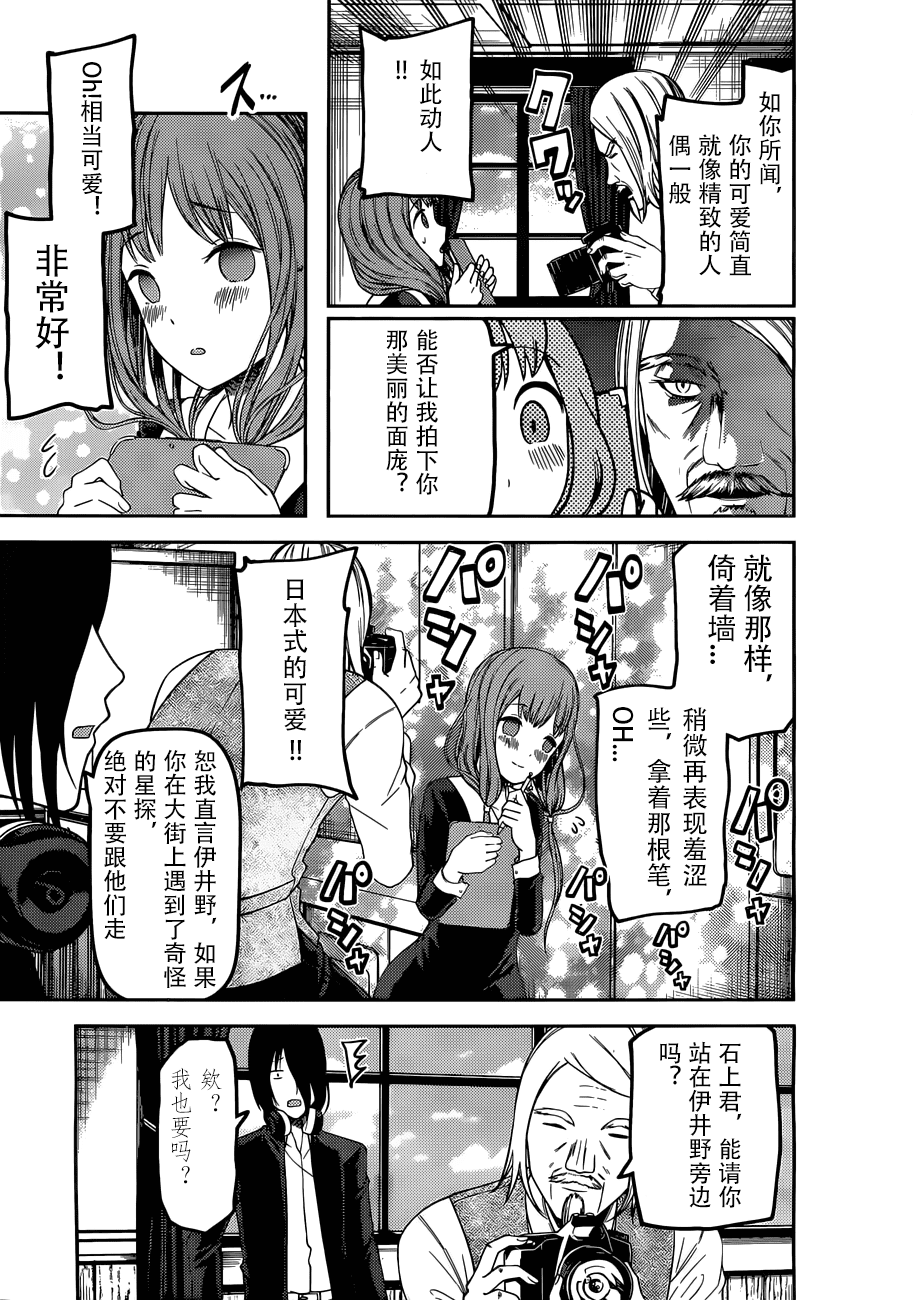 如你所闻,
你的可爱简直
就像精致的人
偶一般
クワッ
如此动人
!!
能否让我拍下你
那美丽的面庞?
ス…
Oh!相当可爱!
非常好!
就像那样,
倚着墙...
稍微再表现羞涩
些,拿着那根笔,
OH...
パシャ
パシャ
パシャ
パシャ
パシャ
日本式的可爱!!
恕我直言伊井野,如果
你在大街上遇到了奇怪
的星探,
绝对不要跟他们走
石上君,能请你
站在伊井野旁边
吗?
欸?
我也要吗?